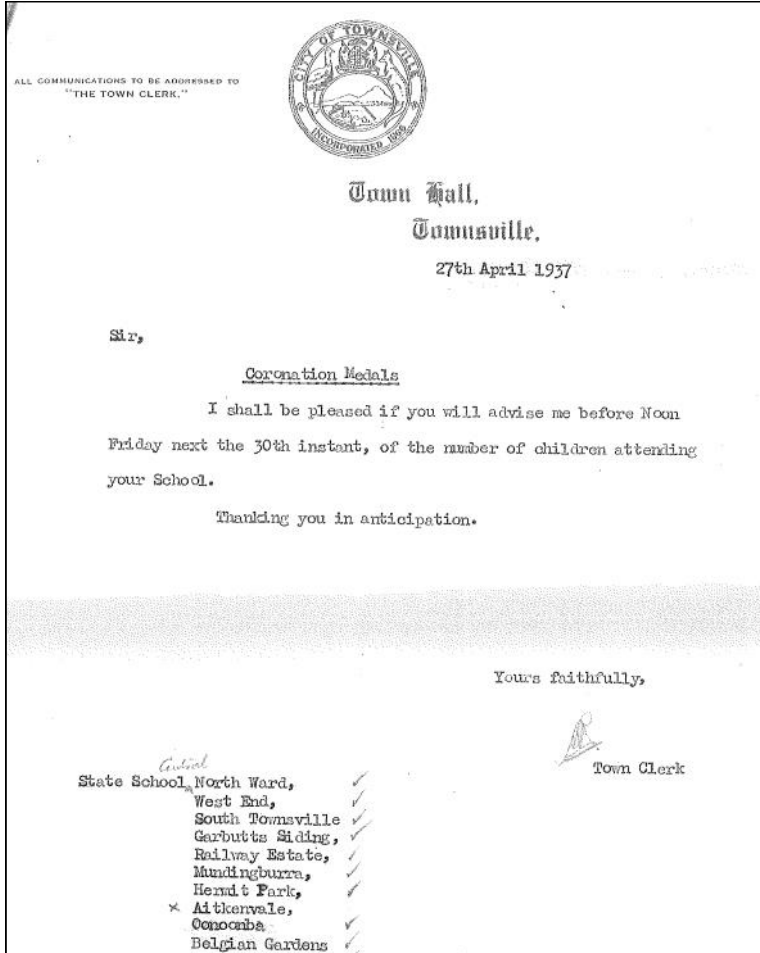 ALL COMMUNICATIONS TO BE ADDRESSED TO
"THE TOWN CLERK."
CITY OF TOWNSVILLE
INCORPORATED 1866
Town Hall,
Townsville,
27th April 1937
Sir,
Coronation Medals
I shall be pleased if you will advise me before Noon
Friday next the 30th instant, of the number of children attending
your School.
Thanking you in anticipation.
Yours faithfully,
Town Clerk
Central
State School North Ward,
West End,
South Townsville
Garbutts Siding,
Railway Estate,
Mundingburra,
Hermit Park,
x Aitkenvale,
Oonoonba
Belgian Gardens